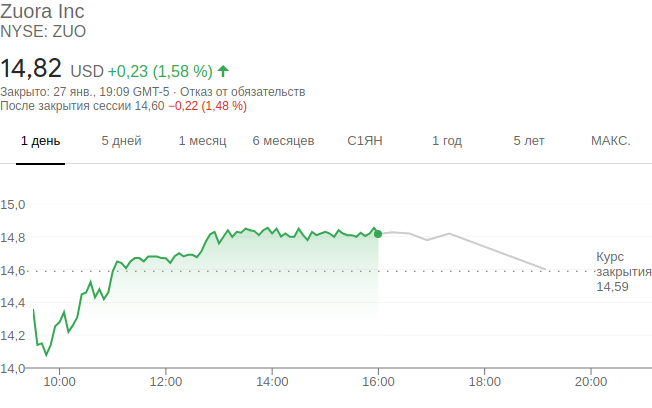 Zuora Inc
NYSE: ZUO
14,82 USD +0,23 (1,58 %)
Закрыто: 27 янв., 19:09 GMT-5 · Отказ от обязательств
После закрытия сессии 14,60 −0,22 (1,48 %)
1 день 5 дней 1 месяц 6 месяцев С1ЯН 1 год 5 лет МАКС.
15,0
14,8
14,6
14,4
14,2
14,0
Курс
закрытия
14,59
10:00 12:00 14:00 16:00 18:00 20:00